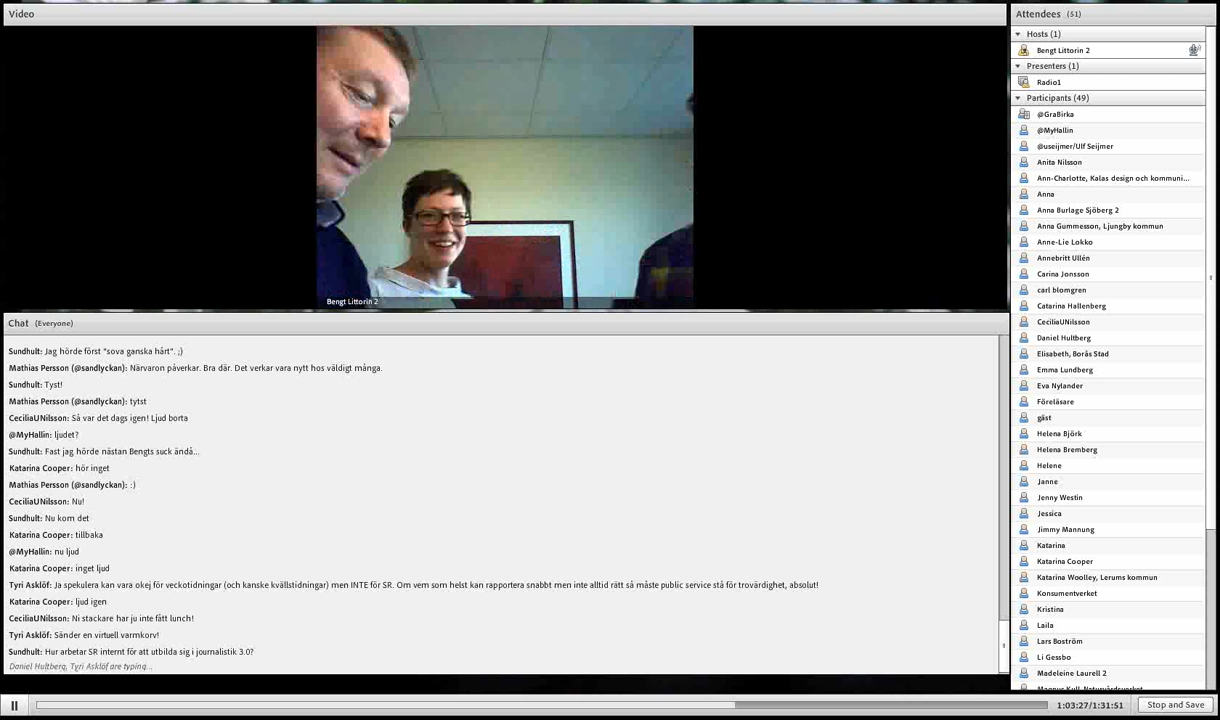 Video
Bengt Littorin 2
Chat (Everyone)
Sundhult: Jag hörde först "sova ganska hårt". ;)
Mathias Persson (@sandlyckan): Närvaron påverkar. Bra där. Det verkar vara nytt hos väldigt många.
Sundhult: Tyst!
Mathias Persson (@sandlyckan): tytst
CeciliaUNilsson: Så var det dags igen! Ljud borta
@MyHallin: ljudet?
Sundhult: Fast jag hörde nästan Bengts suck ändå...
Katarina Cooper: hör inget
Mathias Persson (@sandlyckan): :)
CeciliaUNilsson: Nu!
Sundhult: Nu kom det
Katarina Cooper: tillbaka
@MyHallin: nu ljud
Katarina Cooper: inget ljud
Tyri Asklöf: Ja spekulera kan vara okej för veckotidningar (och kanske kvällstidningar) men INTE för SR. Om vem som helst kan rapportera snabbt men inte alltid rätt så måste public service stå för trovärdighet, absolut!
Katarina Cooper: ljud igen
CeciliaUNilsson: Ni stackare har ju inte fått lunch!
Tyri Asklöf: Sänder en virtuell varmkorv!
Sundhult: Hur arbetar SR internt för att utbilda sig i journalistik 3.0?
Daniel Hultberg, Tyri Asklöf are typing...
Attendees (51)
Hosts (1)
Bengt Littorin 2
Presenters (1)
Radio1
Participants (49)
@GraBirka
@MyHallin
@useijmer/Ulf Seijmer
Anita Nilsson
Ann-Charlotte, Kalas design och kommuni...
Anna
Anna Burlage Sjöberg 2
Anna Gummesson, Ljungby kommun
Anne-Lie Lokko
Annebritt Ullén
Carina Jonsson
carl blomgren
Catarina Hallenberg
CeciliaUNilsson
Daniel Hultberg
Elisabeth, Borås Stad
Emma Lundberg
Eva Nylander
Föreläsare
gäst
Helena Björk
Helena Bremberg
Helene
Janne
Jenny Westin
Jessica
Jimmy Mannung
Katarina
Katarina Cooper
Katarina Woolley, Lerums kommun
Konsumentverket
Kristina
Laila
Lars Boström
Li Gessbo
Madeleine Laurell 2
Magnus Kull, Naturvårdsverket
1:03:27/1:31:51
Stop and Save